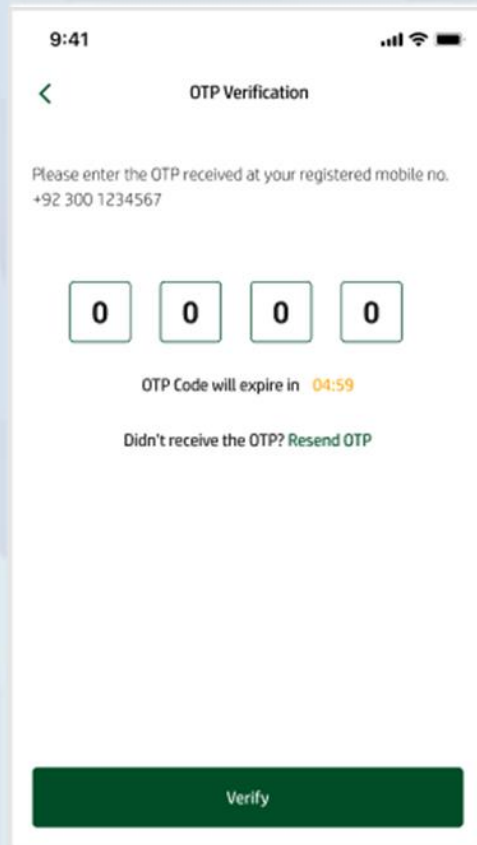 9:41
OTP Verification
Please enter the OTP received at your registered mobile no.
+92 300 1234567
0 0 0 0
OTP Code will expire in 04:59
Didn't receive the OTP? Resend OTP
Verify